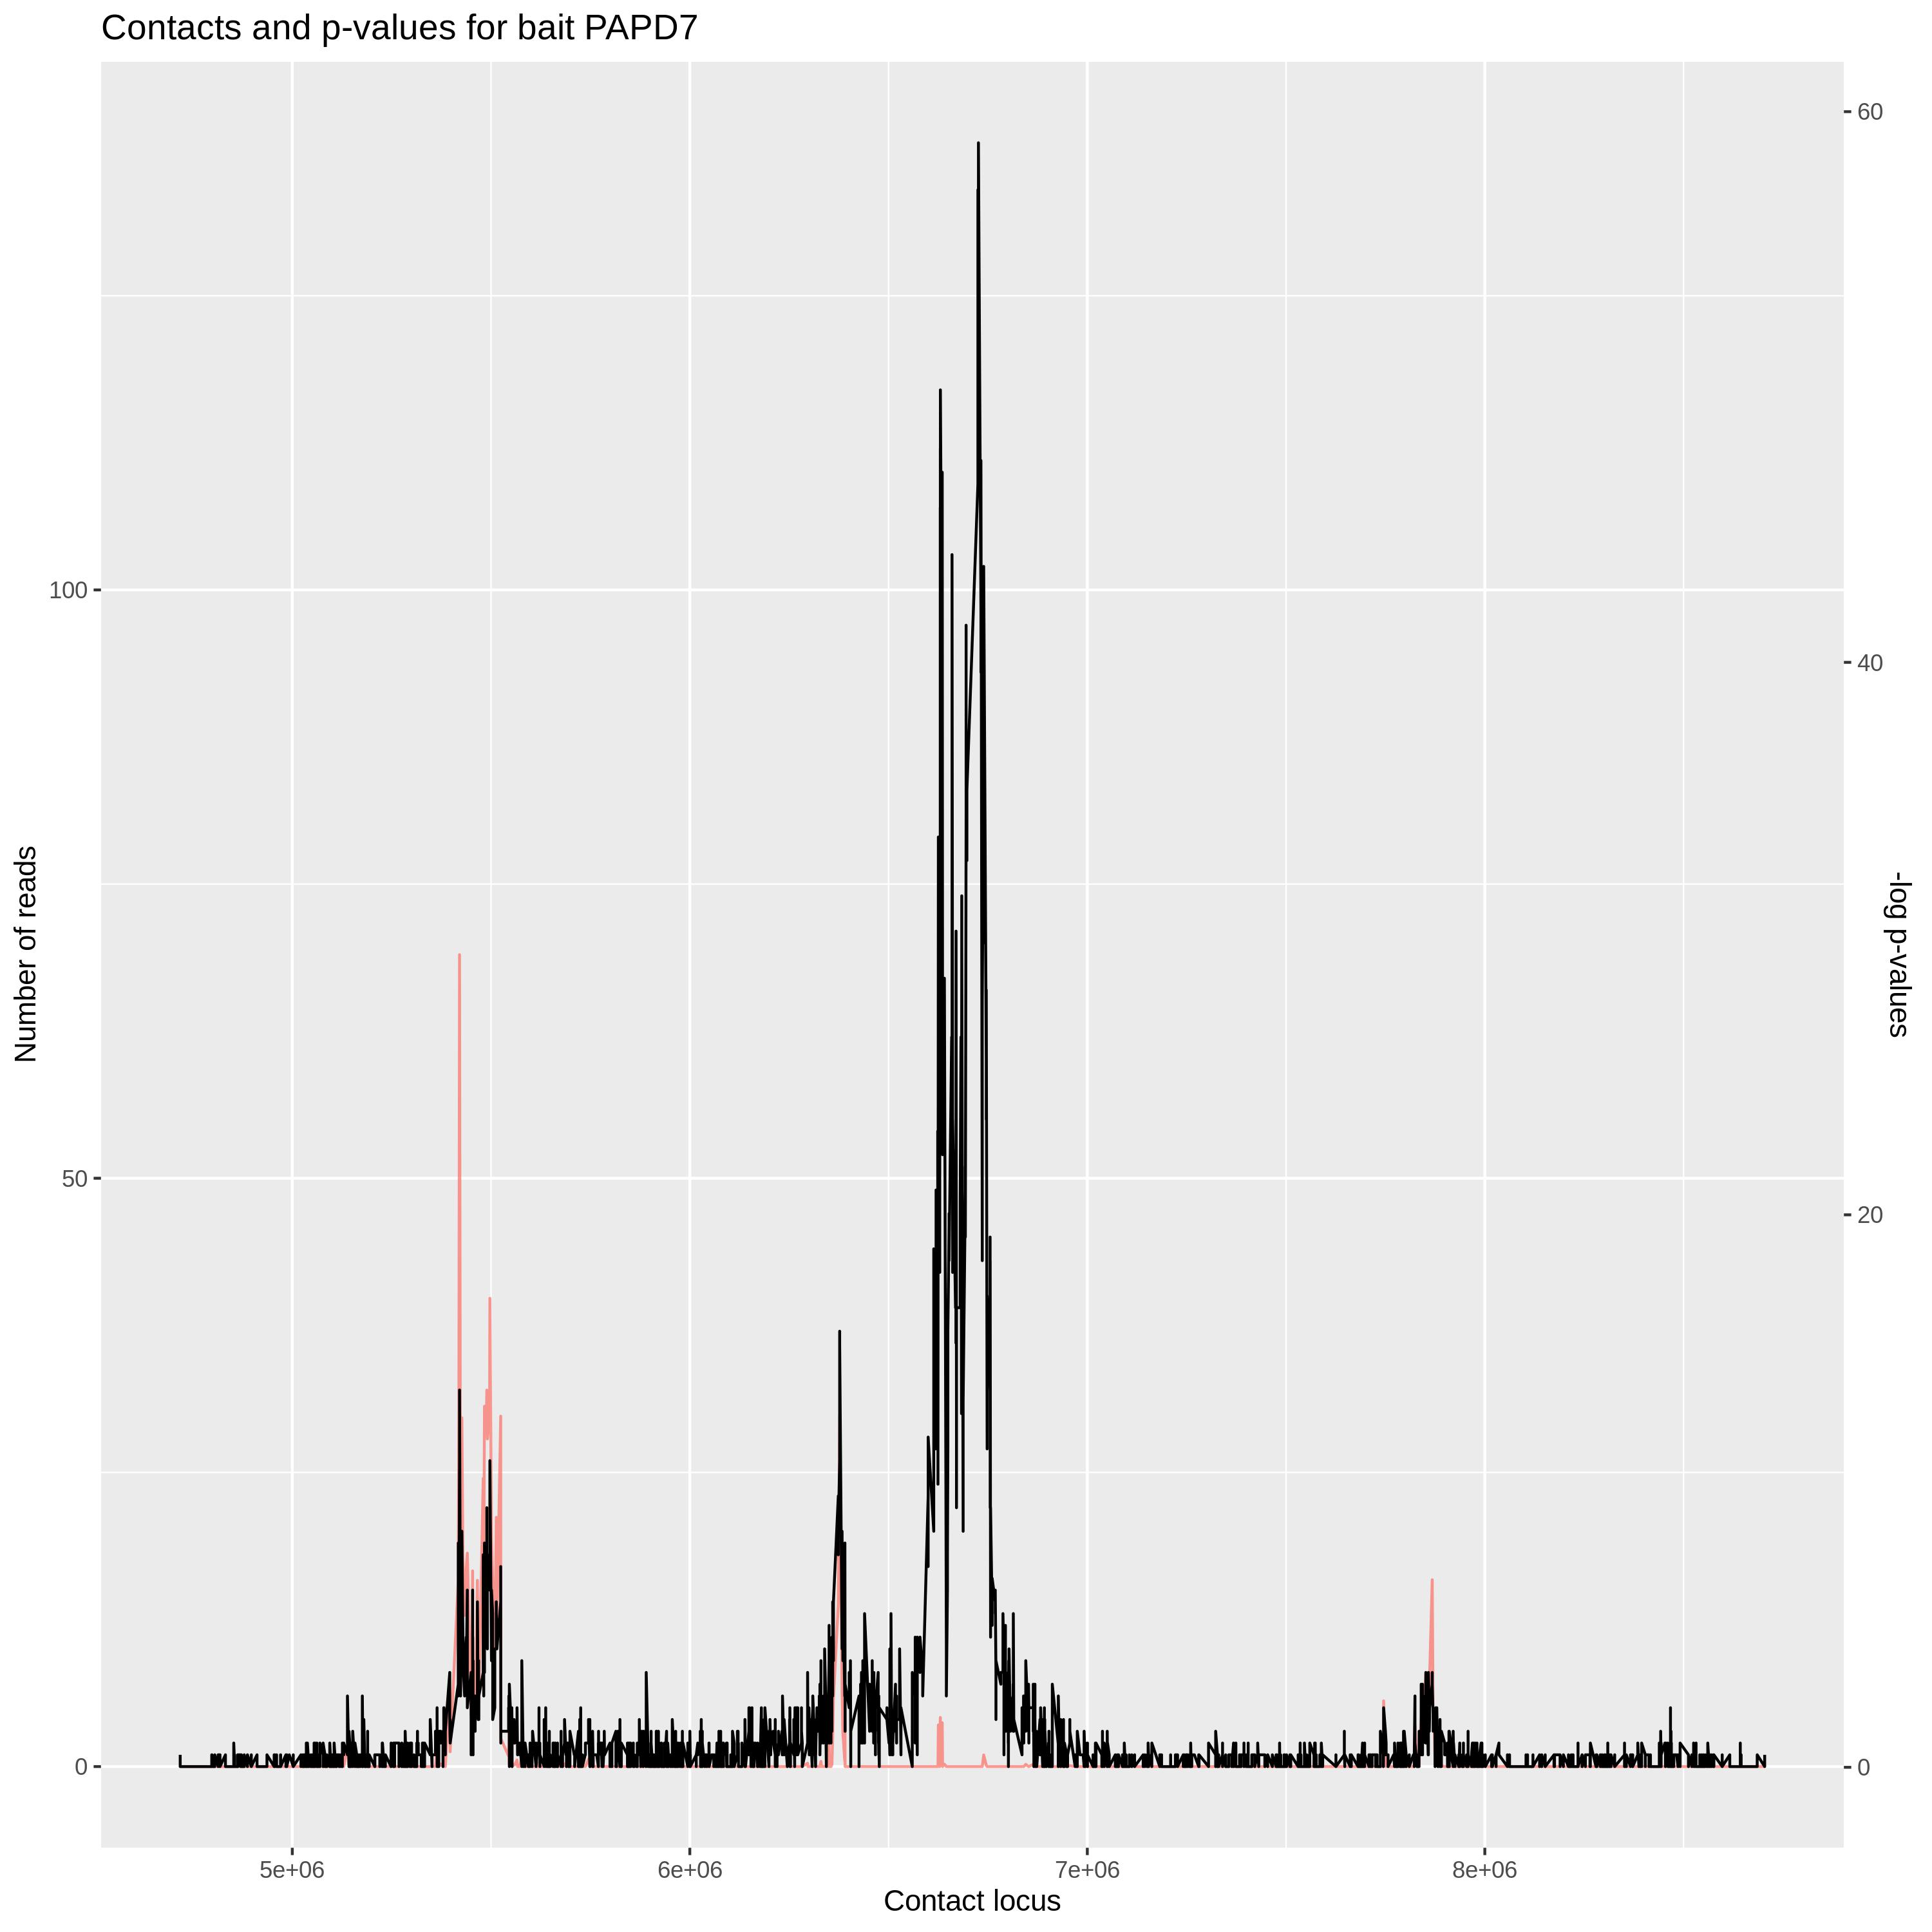 Contacts and p-values for bait PAPD7
Number of reads
100
50
0
60
40
20
0
-log p-values
5e+06
6e+06
7e+06
8e+06
Contact locus